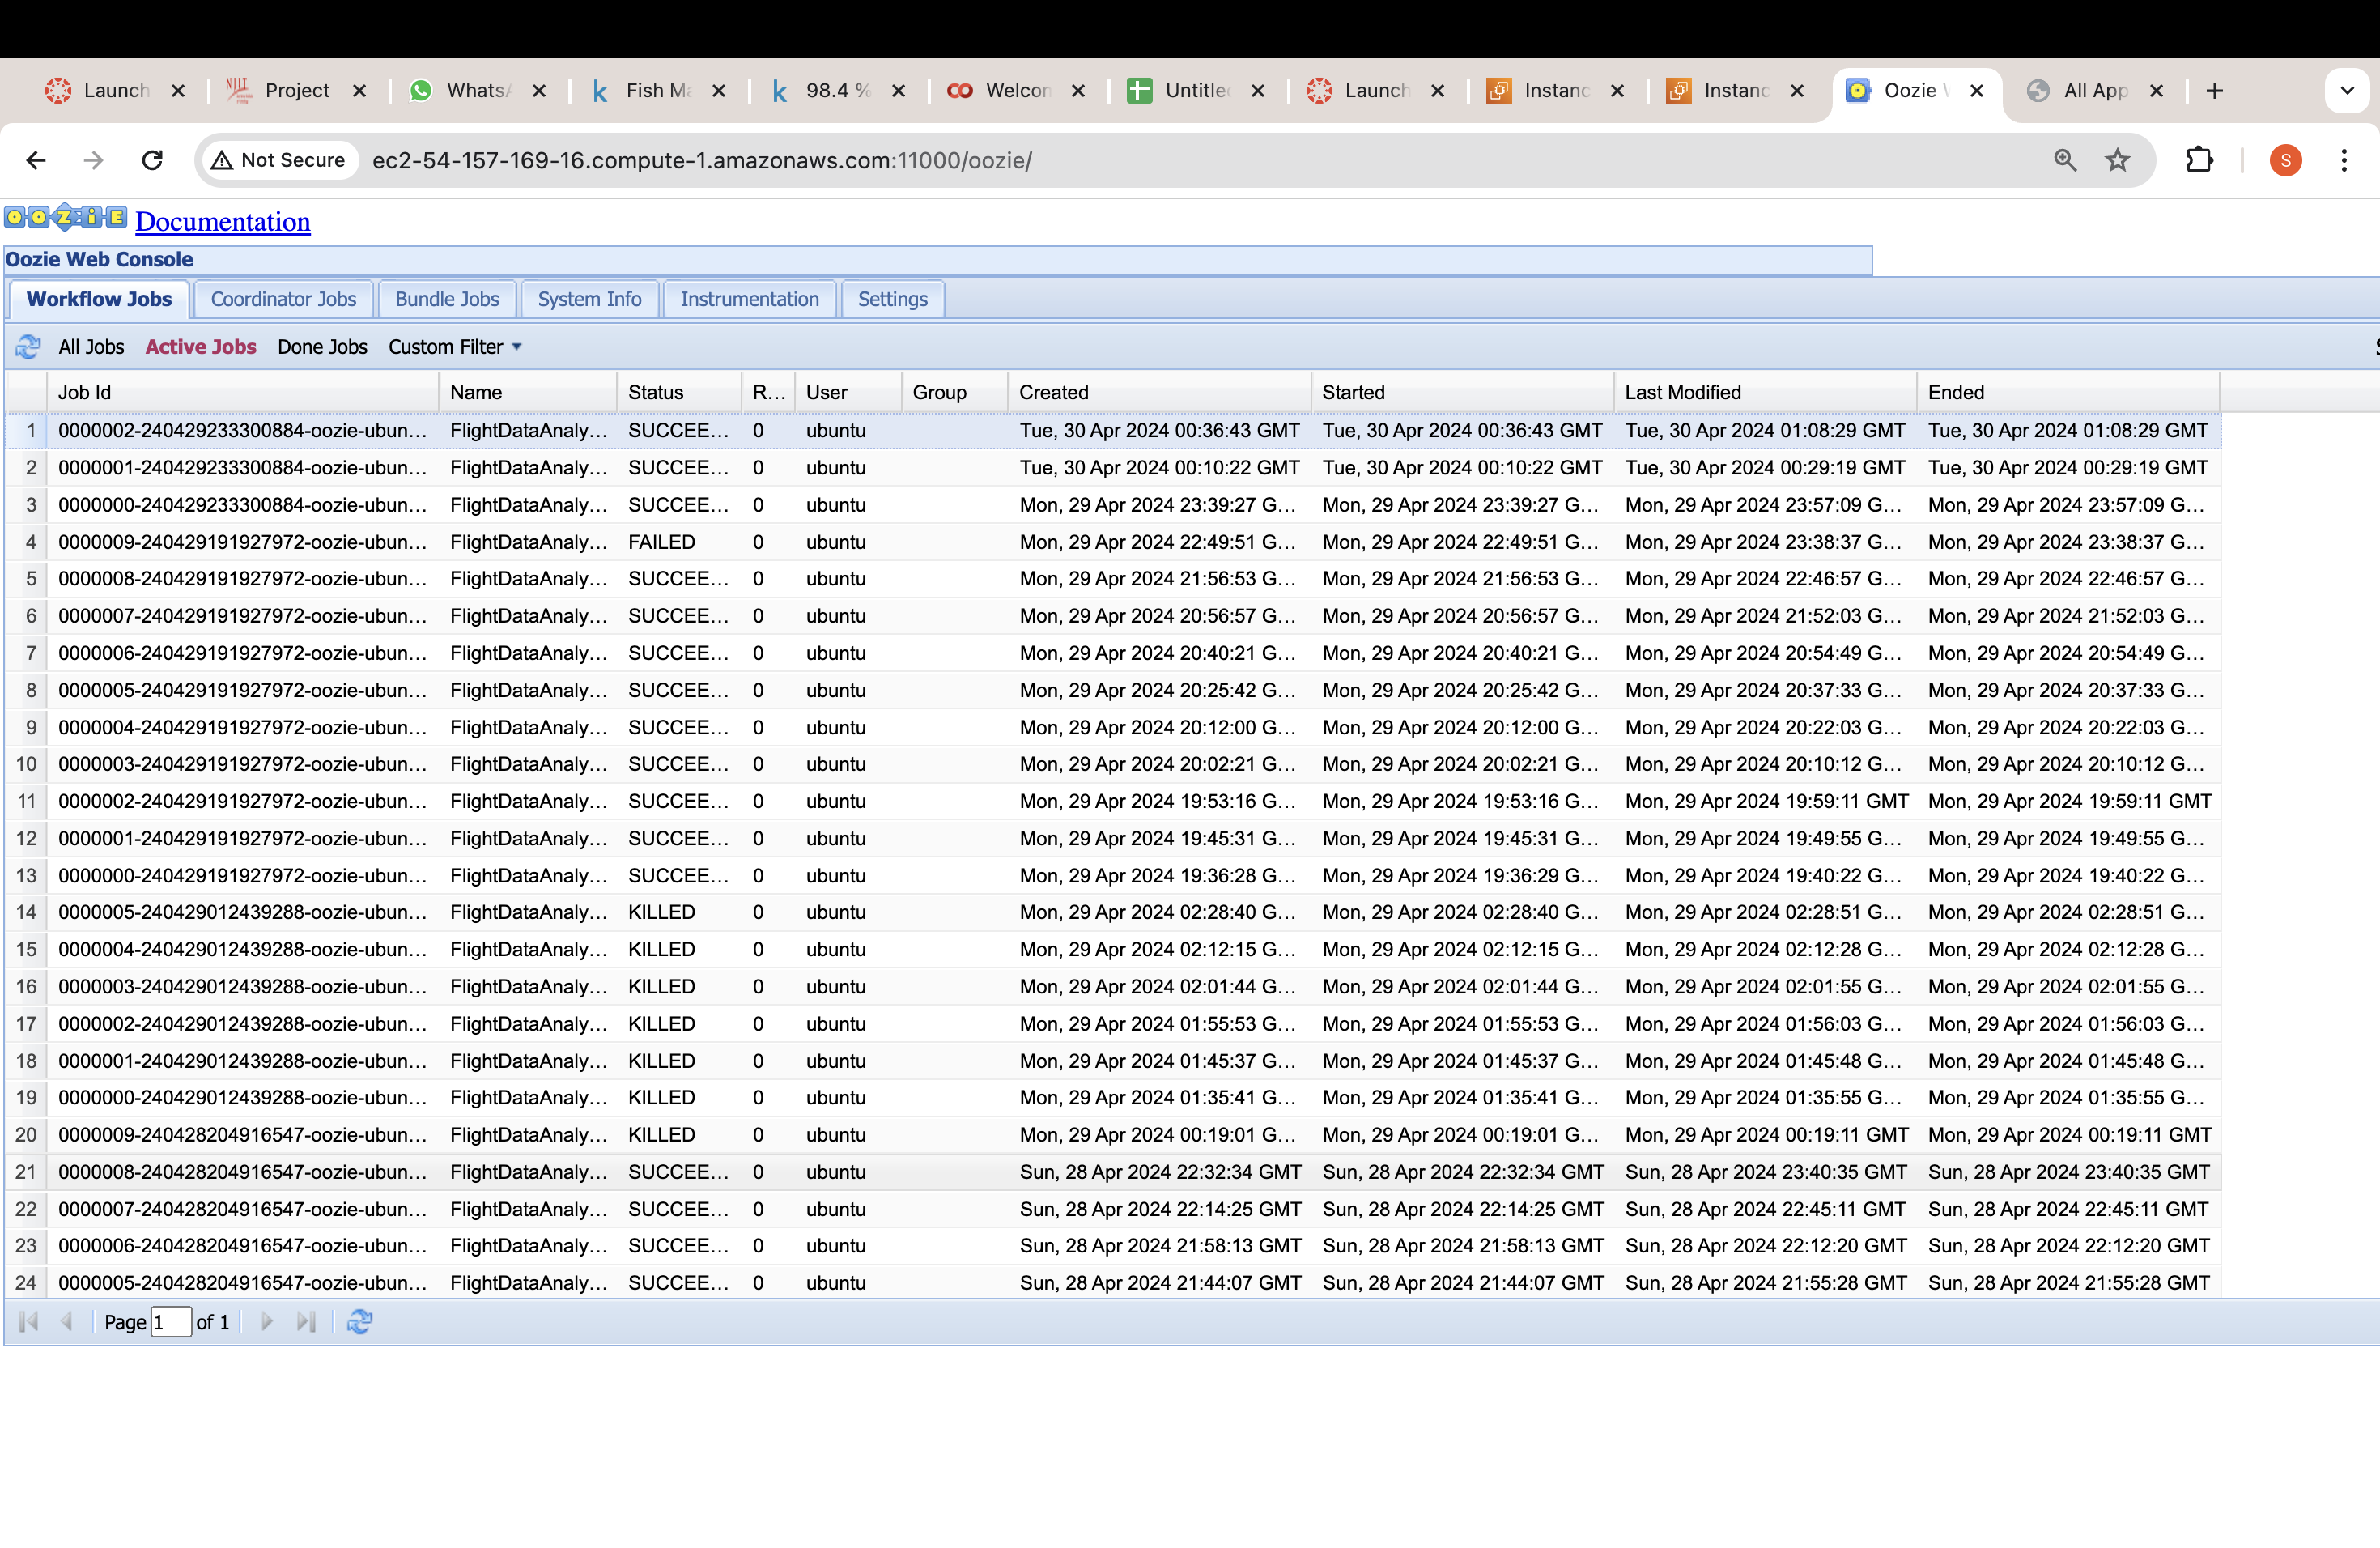 Launch Project WhatsA Fish Ma 98.4 % Welcon Untitle Launch Instanc Instanc Oozie All App
Not Secure ec2-54-157-169-16.compute-1.amazonaws.com:11000/oozie/ S
OOZIE Documentation
Oozie Web Console
Workflow Jobs Coordinator Jobs Bundle Jobs System Info Instrumentation Settings
All Jobs Active Jobs Done Jobs Custom Filter
Job Id Name Status R... User Group Created Started Last Modified Ended
1 0000002-240429233300884-oozie-ubun... FlightDataAnaly... SUCCEE... 0 ubuntu Tue, 30 Apr 2024 00:36:43 GMT Tue, 30 Apr 2024 00:36:43 GMT Tue, 30 Apr 2024 01:08:29 GMT Tue, 30 Apr 2024 01:08:29 GMT
2 0000001-240429233300884-oozie-ubun... FlightDataAnaly... SUCCEE... 0 ubuntu Tue, 30 Apr 2024 00:10:22 GMT Tue, 30 Apr 2024 00:10:22 GMT Tue, 30 Apr 2024 00:29:19 GMT Tue, 30 Apr 2024 00:29:19 GMT
3 0000000-240429233300884-oozie-ubun... FlightDataAnaly... SUCCEE... 0 ubuntu Mon, 29 Apr 2024 23:39:27 G... Mon, 29 Apr 2024 23:39:27 G... Mon, 29 Apr 2024 23:57:09 G... Mon, 29 Apr 2024 23:57:09 G...
4 0000009-240429191927972-oozie-ubun... FlightDataAnaly... FAILED 0 ubuntu Mon, 29 Apr 2024 22:49:51 G... Mon, 29 Apr 2024 22:49:51 G... Mon, 29 Apr 2024 23:38:37 G... Mon, 29 Apr 2024 23:38:37 G...
5 0000008-240429191927972-oozie-ubun... FlightDataAnaly... SUCCEE... 0 ubuntu Mon, 29 Apr 2024 21:56:53 G... Mon, 29 Apr 2024 21:56:53 G... Mon, 29 Apr 2024 22:46:57 G... Mon, 29 Apr 2024 22:46:57 G...
6 0000007-240429191927972-oozie-ubun... FlightDataAnaly... SUCCEE... 0 ubuntu Mon, 29 Apr 2024 20:56:57 G... Mon, 29 Apr 2024 20:56:57 G... Mon, 29 Apr 2024 21:52:03 G... Mon, 29 Apr 2024 21:52:03 G...
7 0000006-240429191927972-oozie-ubun... FlightDataAnaly... SUCCEE... 0 ubuntu Mon, 29 Apr 2024 20:40:21 G... Mon, 29 Apr 2024 20:40:21 G... Mon, 29 Apr 2024 20:54:49 G... Mon, 29 Apr 2024 20:54:49 G...
8 0000005-240429191927972-oozie-ubun... FlightDataAnaly... SUCCEE... 0 ubuntu Mon, 29 Apr 2024 20:25:42 G... Mon, 29 Apr 2024 20:25:42 G... Mon, 29 Apr 2024 20:37:33 G... Mon, 29 Apr 2024 20:37:33 G...
9 0000004-240429191927972-oozie-ubun... FlightDataAnaly... SUCCEE... 0 ubuntu Mon, 29 Apr 2024 20:12:00 G... Mon, 29 Apr 2024 20:12:00 G... Mon, 29 Apr 2024 20:22:03 G... Mon, 29 Apr 2024 20:22:03 G...
10 0000003-240429191927972-oozie-ubun... FlightDataAnaly... SUCCEE... 0 ubuntu Mon, 29 Apr 2024 20:02:21 G... Mon, 29 Apr 2024 20:02:21 G... Mon, 29 Apr 2024 20:10:12 G... Mon, 29 Apr 2024 20:10:12 G...
11 0000002-240429191927972-oozie-ubun... FlightDataAnaly... SUCCEE... 0 ubuntu Mon, 29 Apr 2024 19:53:16 G... Mon, 29 Apr 2024 19:53:16 G... Mon, 29 Apr 2024 19:59:11 GMT Mon, 29 Apr 2024 19:59:11 GMT
12 0000001-240429191927972-oozie-ubun... FlightDataAnaly... SUCCEE... 0 ubuntu Mon, 29 Apr 2024 19:45:31 G... Mon, 29 Apr 2024 19:45:31 G... Mon, 29 Apr 2024 19:49:55 G... Mon, 29 Apr 2024 19:49:55 G...
13 0000000-240429191927972-oozie-ubun... FlightDataAnaly... SUCCEE... 0 ubuntu Mon, 29 Apr 2024 19:36:28 G... Mon, 29 Apr 2024 19:36:29 G... Mon, 29 Apr 2024 19:40:22 G... Mon, 29 Apr 2024 19:40:22 G...
14 0000005-240429012439288-oozie-ubun... FlightDataAnaly... KILLED 0 ubuntu Mon, 29 Apr 2024 02:28:40 G... Mon, 29 Apr 2024 02:28:40 G... Mon, 29 Apr 2024 02:28:51 G... Mon, 29 Apr 2024 02:28:51 G...
15 0000004-240429012439288-oozie-ubun... FlightDataAnaly... KILLED 0 ubuntu Mon, 29 Apr 2024 02:12:15 G... Mon, 29 Apr 2024 02:12:15 G... Mon, 29 Apr 2024 02:12:28 G... Mon, 29 Apr 2024 02:12:28 G...
16 0000003-240429012439288-oozie-ubun... FlightDataAnaly... KILLED 0 ubuntu Mon, 29 Apr 2024 02:01:44 G... Mon, 29 Apr 2024 02:01:44 G... Mon, 29 Apr 2024 02:01:55 G... Mon, 29 Apr 2024 02:01:55 G...
17 0000002-240429012439288-oozie-ubun... FlightDataAnaly... KILLED 0 ubuntu Mon, 29 Apr 2024 01:55:53 G... Mon, 29 Apr 2024 01:55:53 G... Mon, 29 Apr 2024 01:56:03 G... Mon, 29 Apr 2024 01:56:03 G...
18 0000001-240429012439288-oozie-ubun... FlightDataAnaly... KILLED 0 ubuntu Mon, 29 Apr 2024 01:45:37 G... Mon, 29 Apr 2024 01:45:37 G... Mon, 29 Apr 2024 01:45:48 G... Mon, 29 Apr 2024 01:45:48 G...
19 0000000-240429012439288-oozie-ubun... FlightDataAnaly... KILLED 0 ubuntu Mon, 29 Apr 2024 01:35:41 G... Mon, 29 Apr 2024 01:35:41 G... Mon, 29 Apr 2024 01:35:55 G... Mon, 29 Apr 2024 01:35:55 G...
20 0000009-240428204916547-oozie-ubun... FlightDataAnaly... KILLED 0 ubuntu Mon, 29 Apr 2024 00:19:01 G... Mon, 29 Apr 2024 00:19:01 G... Mon, 29 Apr 2024 00:19:11 GMT Mon, 29 Apr 2024 00:19:11 GMT
21 0000008-240428204916547-oozie-ubun... FlightDataAnaly... SUCCEE... 0 ubuntu Sun, 28 Apr 2024 22:32:34 GMT Sun, 28 Apr 2024 22:32:34 GMT Sun, 28 Apr 2024 23:40:35 GMT Sun, 28 Apr 2024 23:40:35 GMT
22 0000007-240428204916547-oozie-ubun... FlightDataAnaly... SUCCEE... 0 ubuntu Sun, 28 Apr 2024 22:14:25 GMT Sun, 28 Apr 2024 22:14:25 GMT Sun, 28 Apr 2024 22:45:11 GMT Sun, 28 Apr 2024 22:45:11 GMT
23 0000006-240428204916547-oozie-ubun... FlightDataAnaly... SUCCEE... 0 ubuntu Sun, 28 Apr 2024 21:58:13 GMT Sun, 28 Apr 2024 21:58:13 GMT Sun, 28 Apr 2024 22:12:20 GMT Sun, 28 Apr 2024 22:12:20 GMT
24 0000005-240428204916547-oozie-ubun... FlightDataAnaly... SUCCEE... 0 ubuntu Sun, 28 Apr 2024 21:44:07 GMT Sun, 28 Apr 2024 21:44:07 GMT Sun, 28 Apr 2024 21:55:28 GMT Sun, 28 Apr 2024 21:55:28 GMT
Page 1 of 1